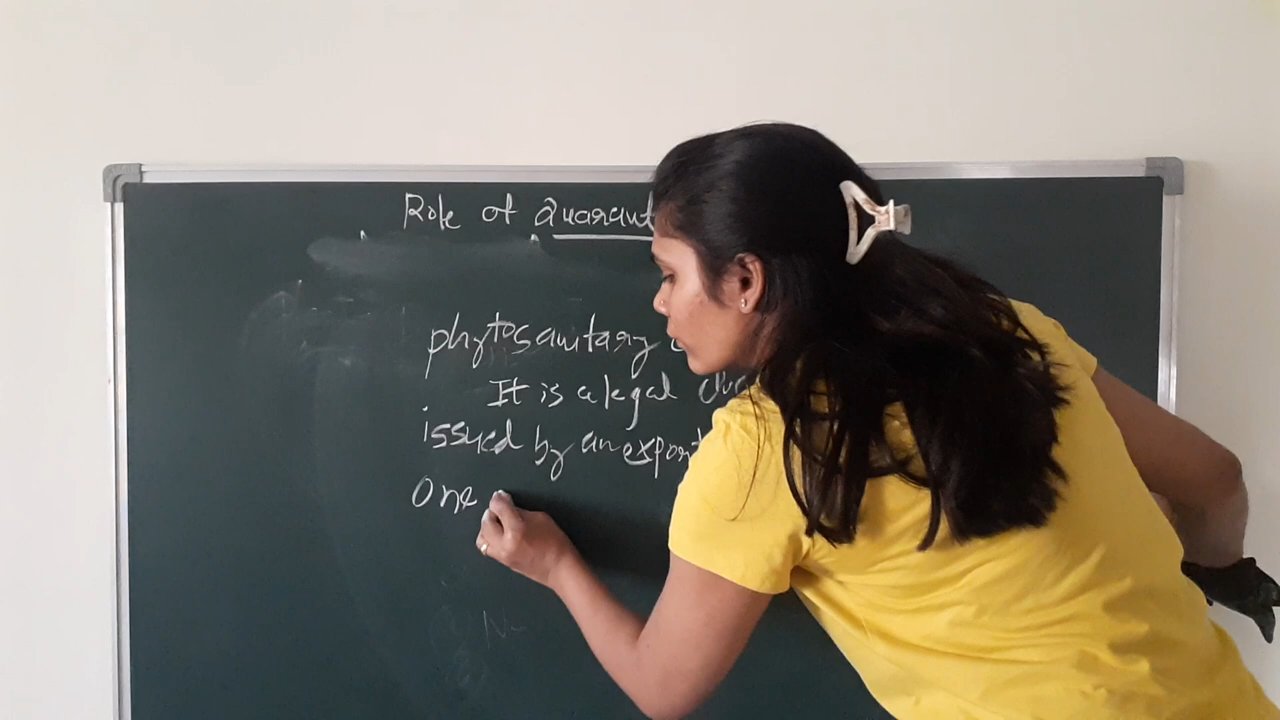 Role of Quarant
phytosanitary
It is a legal
issued by an export
One